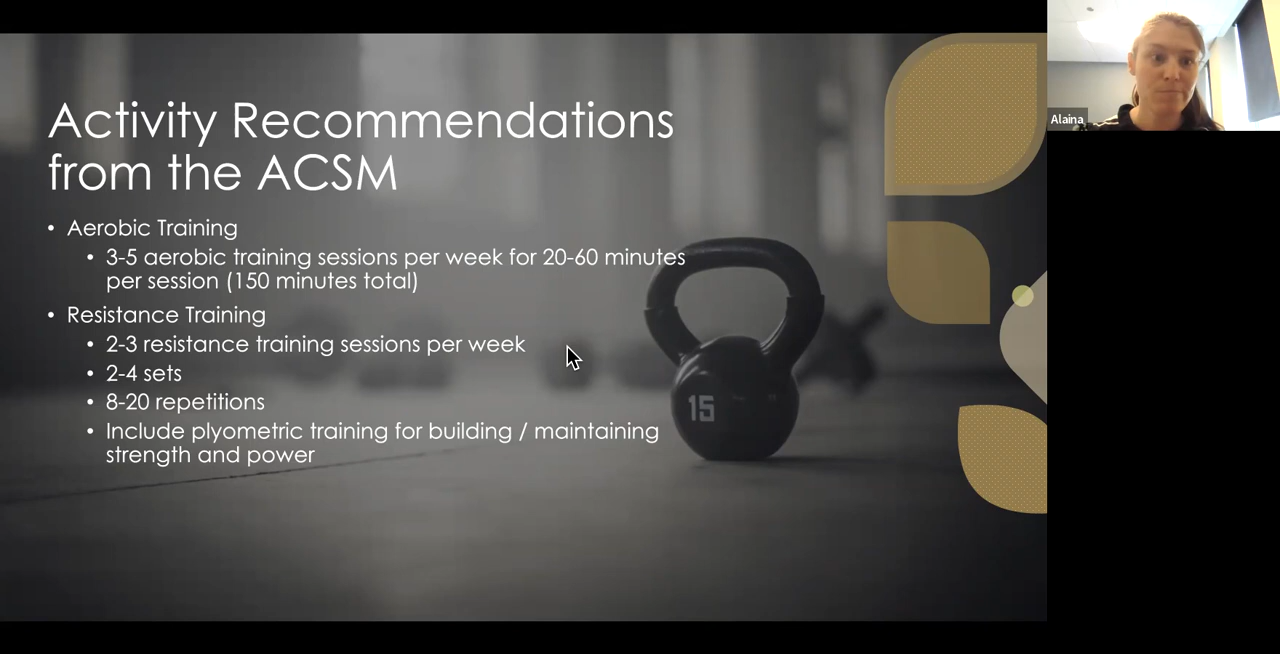 Activity Recommendations
from the ACSM
• Aerobic Training
• 3-5 aerobic training sessions per week for 20-60 minutes
per session (150 minutes total)
• Resistance Training
• 2-3 resistance training sessions per week
• 2-4 sets
• 8-20 repetitions
• Include plyometric training for building / maintaining
strength and power
15
Alaina